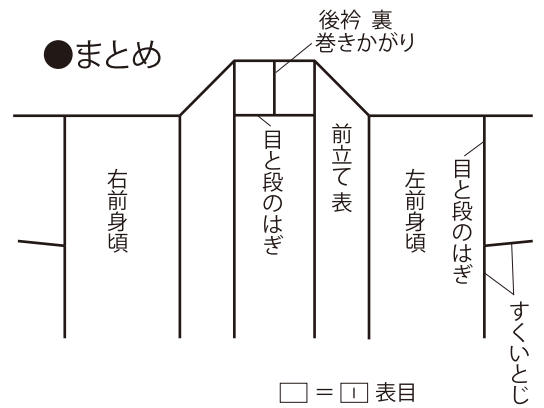 ●まとめ
後衿 裏
巻きかがり
右前身頃
目と段のはぎ
前立て 表
左前身頃
目と段のはぎ
すくいとじ
□=|表目